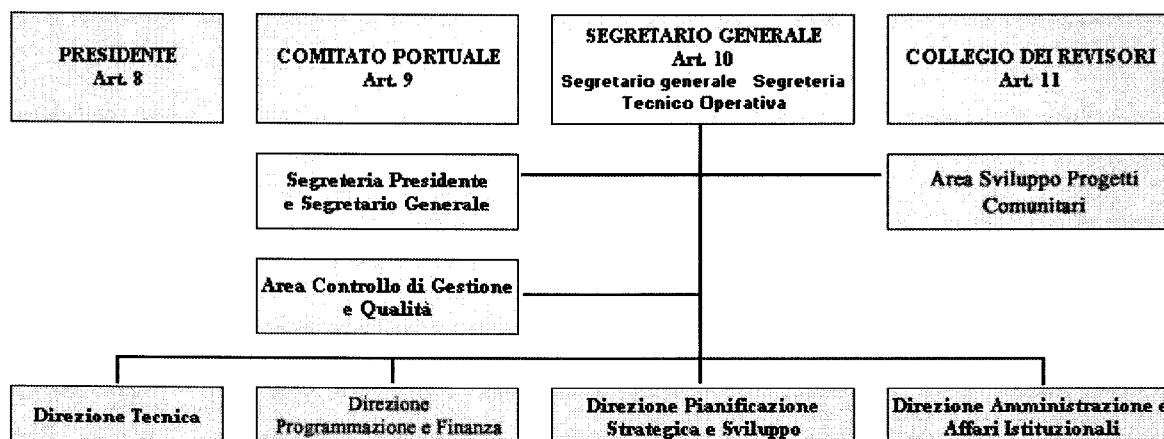 PRESIDENTE
Art. 8
COMITATO PORTUALE
Art. 9
SEGRETARIO GENERALE
Art. 10
Segretario generale Segreteria
Tecnico Operativa
COLLEGIO DEI REVISORI
Art. 11
Segreteria Presidente
e Segretario Generale
Area Sviluppo Progetti
Comunitari
Area Controllo di Gestione
e Qualità
Direzione Tecnica
Direzione
Programmazione e Finanza
Direzione Pianificazione
Strategica e Sviluppo
Direzione Amministrazione e
Affari Istituzionali